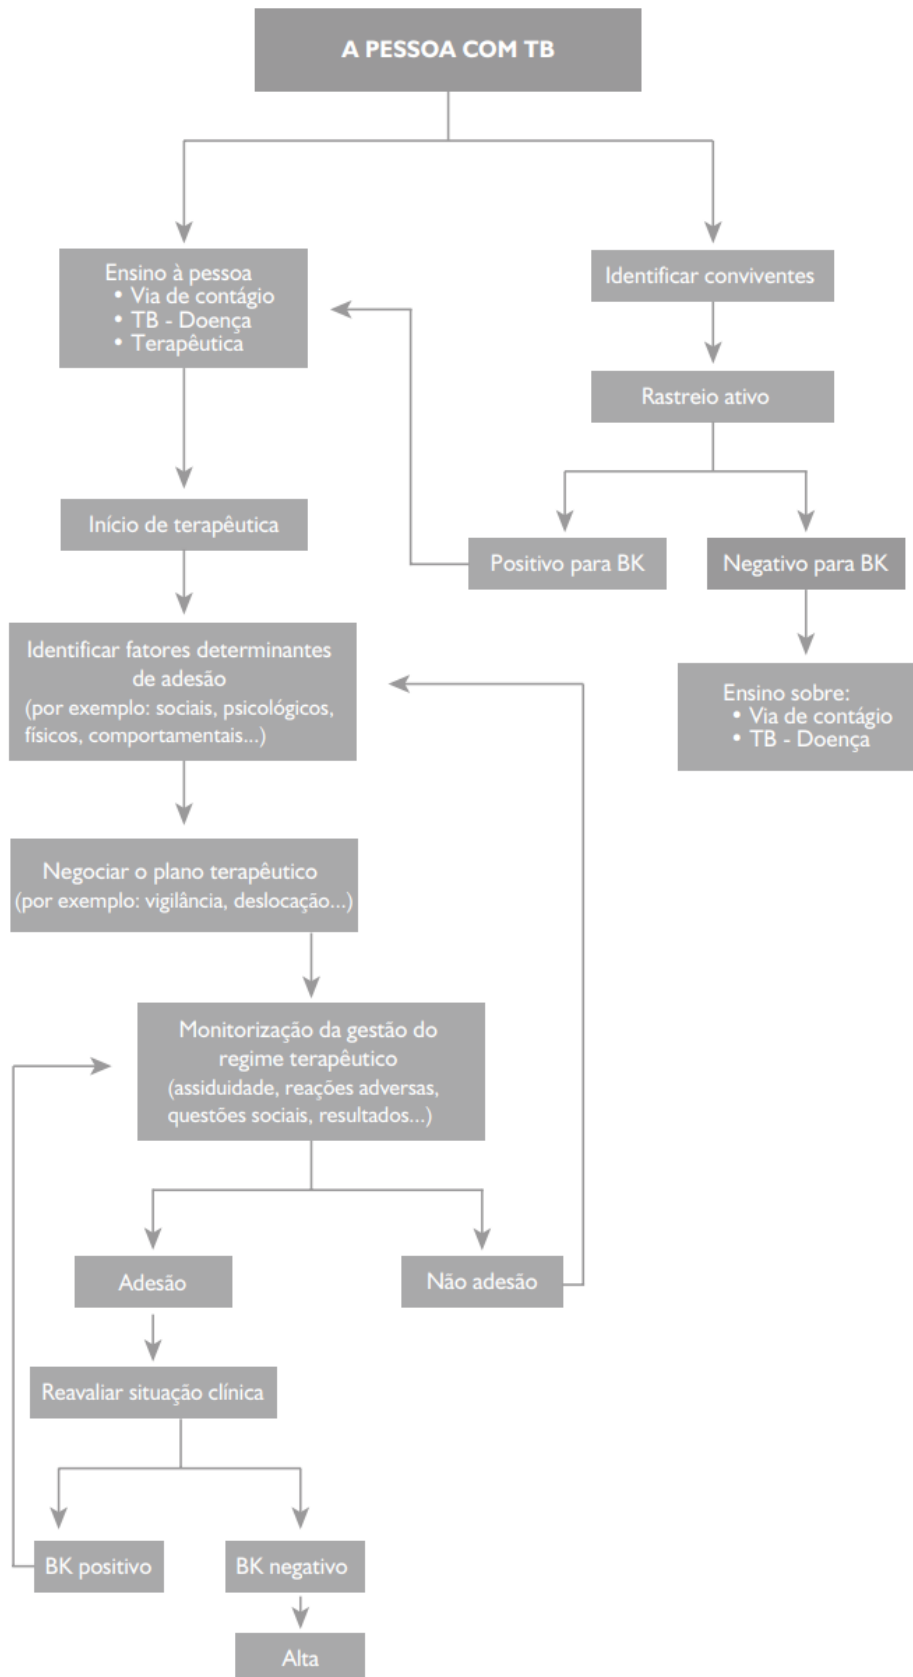 A PESSOA COM TB
Ensino à pessoa
• Via de contágio
• TB - Doença
• Terapêutica
Identificar conviventes
Rastreio ativo
Início de terapêutica
Positivo para BK
Negativo para BK
Identificar fatores determinantes
de adesão
(por exemplo: sociais, psicológicos,
físicos, comportamentais...)
Ensino sobre:
• Via de contágio
• TB - Doença
Negociar o plano terapêutico
(por exemplo: vigilância, deslocação...)
Monitorização da gestão do
regime terapêutico
(assiduidade, reações adversas,
questões sociais, resultados...)
Adesão
Não adesão
Reavaliar situação clínica
BK positivo
BK negativo
Alta